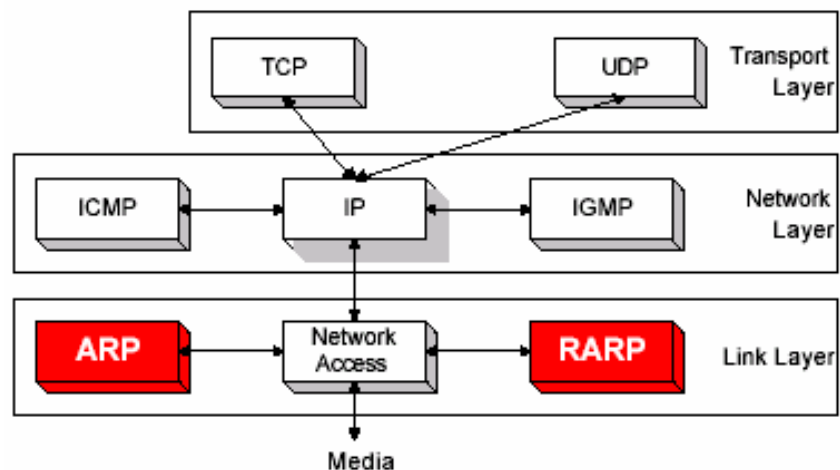 TCP
UDP
Transport
Layer
ICMP
IP
IGMP
Network
Layer
ARP
Network
Access
RARP
Link Layer
Media